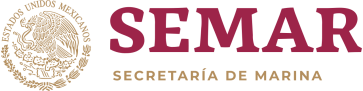 ESTADOS UNIDOS MEXICANOS
SEMAR
SECRETARÍA DE MARINA